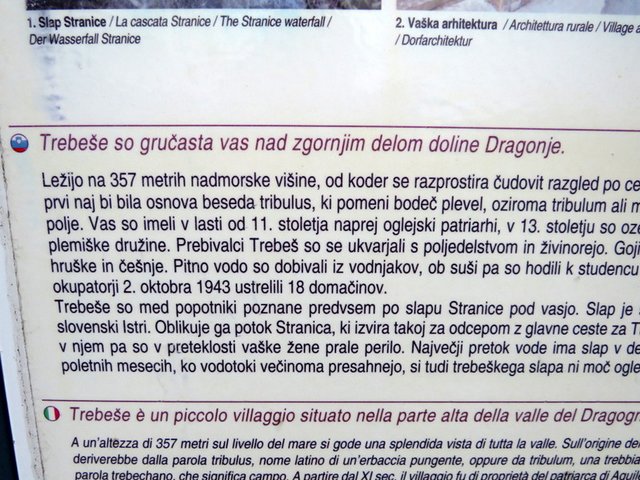 1. Slap Stranice / La cascata Stranice / The Stranice waterfall /
Der Wasserfall Stranice
2. Vaška arhitektura / Architettura rurale / Village
/ Dorfarchitektur
Trebeše so gručasta vas nad zgornjim delom doline Dragonje.
Ležijo na 357 metrih nadmorske višine, od koder se razprostira čudovit razgled po ce
prvi naj bi bila osnova beseda tribulus, ki pomeni bodeč plevel, oziroma tribulum ali m
polje. Vas so imeli v lasti od 11. stoletja naprej oglejski patriarhi, v 13. stoletju so oze
plemiške družine. Prebivalci Trebeš so se ukvarjali s poljedelstvom in živinorejo. Goji
hruške in češnje. Pitno vodo so dobivali iz vodnjakov, ob suši pa so hodili k studencu
okupatorji 2. oktobra 1943 ustrelili 18 domačinov.
Trebeše so med popotniki poznane predvsem po slapu Stranice pod vasjo. Slap je
slovenski Istri. Oblikuje ga potok Stranica, ki izvira takoj za odcepom z glavne ceste za T
v njem pa so v preteklosti vaške žene prale perilo. Največji pretok vode ima slap v de
poletnih mesecih, ko vodotoki večinoma presahnejo, si tudi trebeškega slapa ni moč ogle
Trebeše è un piccolo villaggio situato nella parte alta della valle del Dragogn
A un'altezza di 357 metri sul livello del mare si gode una splendida vista di tutta la valle. Sull'origine de
deriverebbe dalla parola tribulus, nome latino di un'erbaccia pungente, oppure da tribulum, una trebbia
parola trebechano, che significa campo. A partire dal XI sec. il villaggio fu di proprietà del patriarca di Aquile